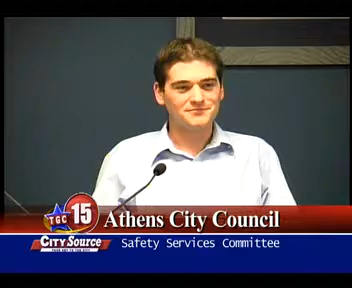 TGC
15
Athens City Council
CITY SOURCE
Safety Services Committee